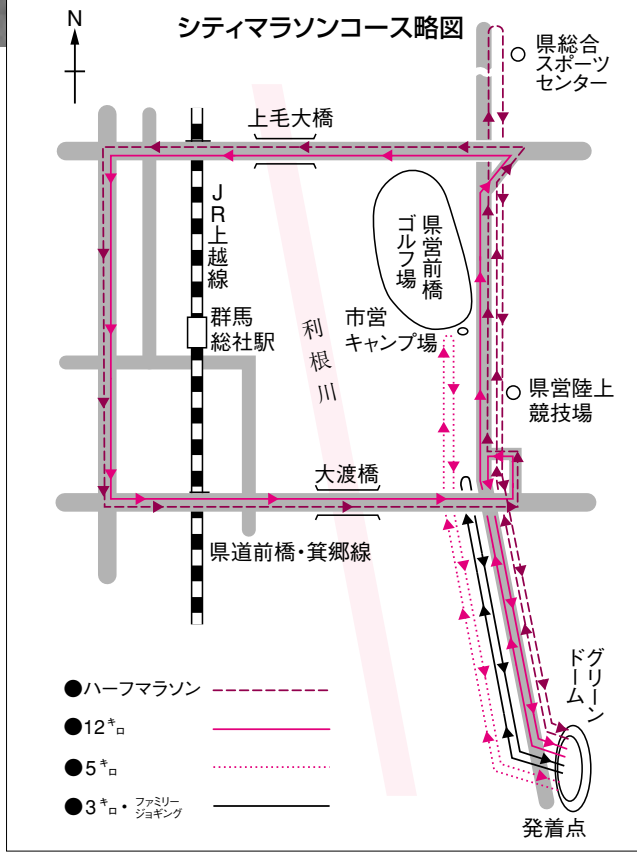 シティマラソンコース略図
N
県総合
スポーツ
センター
上毛大橋
JR上越線
県営前橋
ゴルフ場
群馬
総社駅
利根川
市営
キャンプ場
県営陸上
競技場
大渡橋
県道前橋・箕郷線
グリーン
ドーム
●ハーフマラソン
●12キロ
●5キロ
●3キロ・ファミリー
ジョギング
発着点